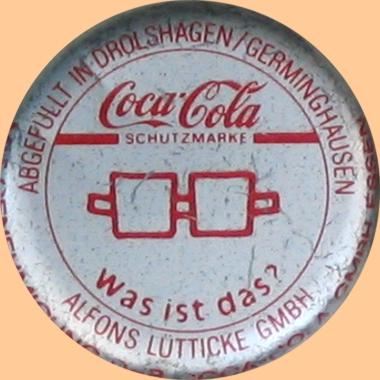 ABGEFÜLLT IN DROLSHAGEN/GERMINGHAUSEN
Coca-Cola
SCHUTZMARKE
Was ist das?
ALFONS LÜTTICKE GMBH